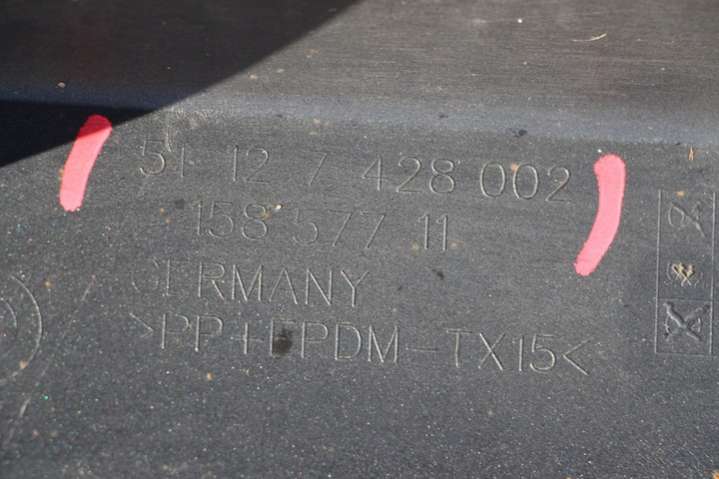 51 12 7 428 002
158 577 11
GERMANY
>PP+EPDM-TX15<